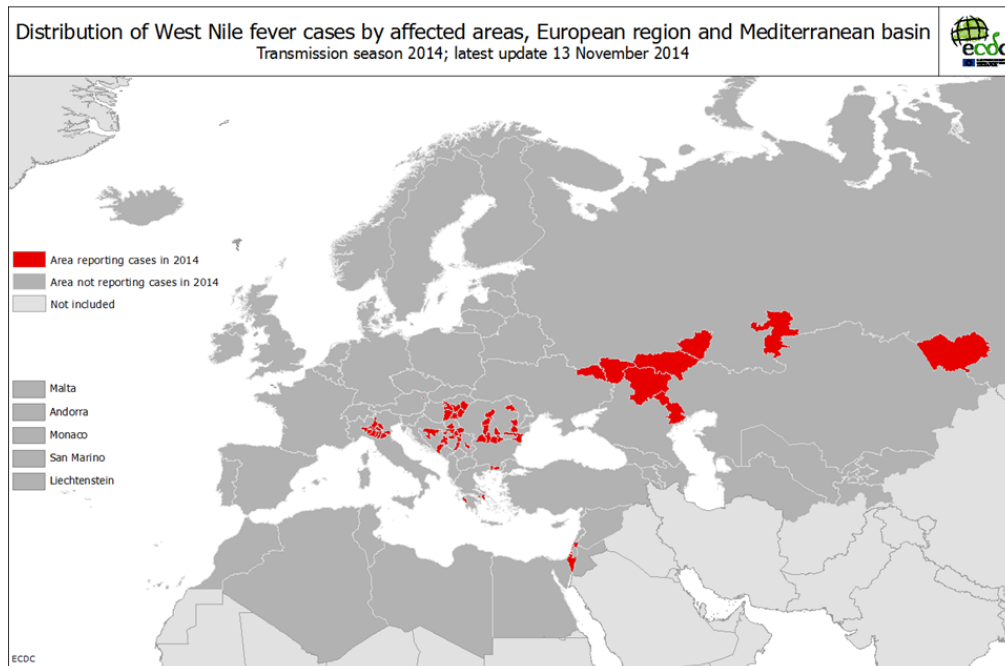 Distribution of West Nile fever cases by affected areas, European region and Mediterranean basin
Transmission season 2014; latest update 13 November 2014
ecdc
Area reporting cases in 2014
Area not reporting cases in 2014
Not included
Malta
Andorra
Monaco
San Marino
Liechtenstein
ECDC